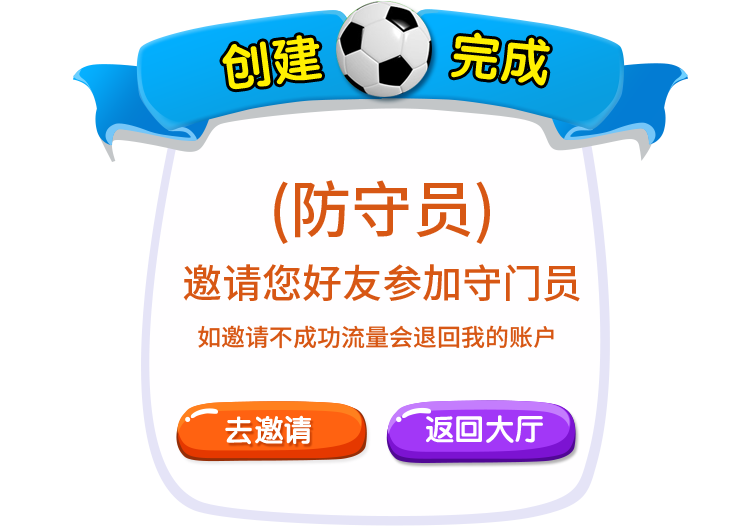 创建 完成
(防守员)
邀请您好友参加守门员
如邀请不成功流量会退回我的账户
去邀请
返回大厅